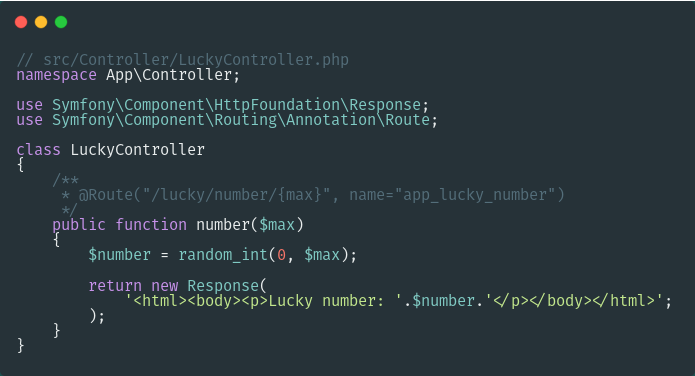 // src/Controller/LuckyController.php
namespace App\Controller;

use Symfony\Component\HttpFoundation\Response;
use Symfony\Component\Routing\Annotation\Route;

class LuckyController
{
    /**
     * @Route("/lucky/number/{max}", name="app_lucky_number")
     */
    public function number($max)
    {
        $number = random_int(0, $max);

        return new Response(
            '<html><body><p>Lucky number: '.$number.'</p></body></html>';
        );
    }
}